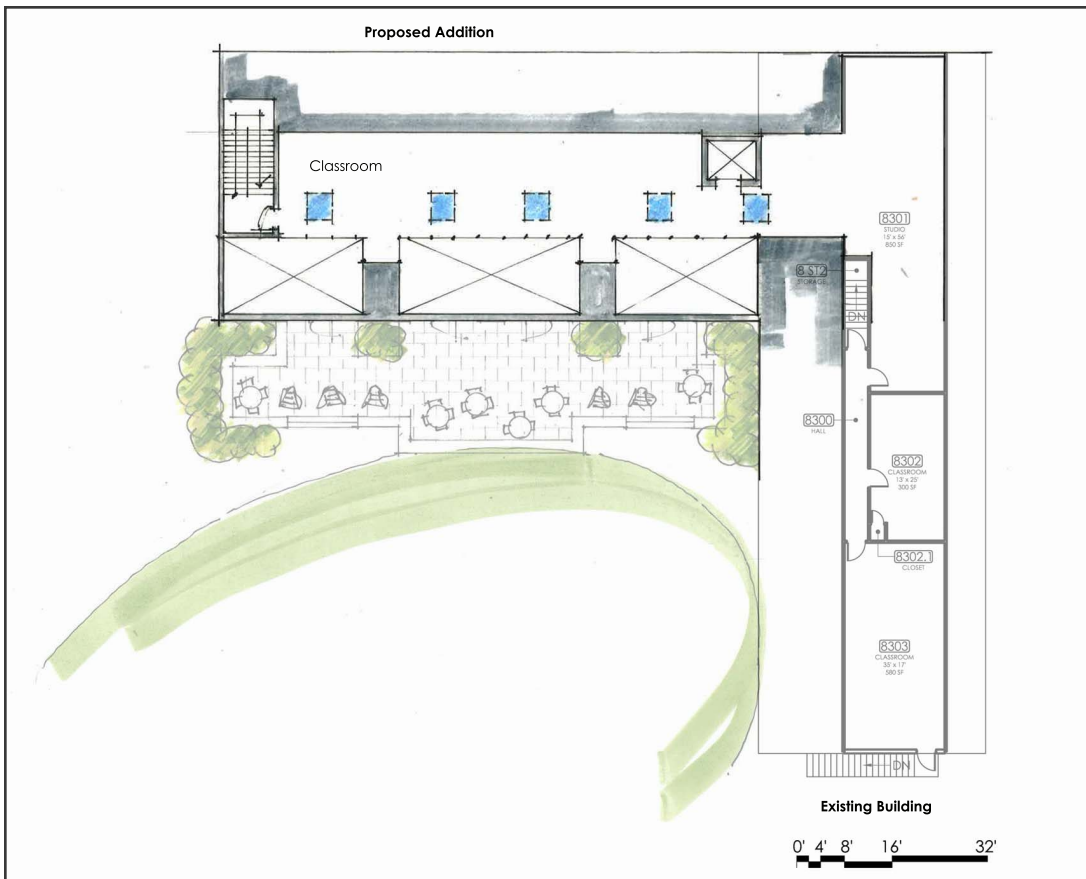 Proposed Addition
Classroom
8301
STUDIO
15' x 56'
850 SF
8.ST2
STORAGE
DN
8300
HALL
8302
CLASSROOM
13' x 25'
300 SF
8302.1
CLOSET
8303
CLASSROOM
35' x 17'
580 SF
DN
Existing Building
0' 4' 8' 16' 32'